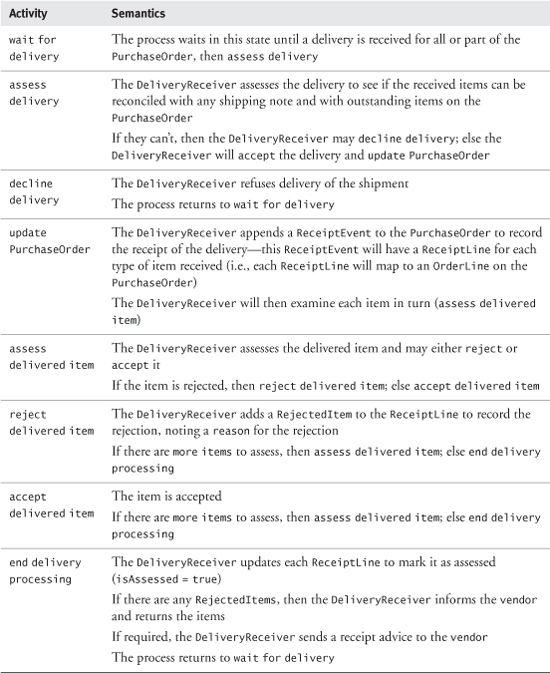 Activity Semantics
wait for The process waits in this state until a delivery is received for all or part of the
delivery PurchaseOrder, then assess delivery
assess The DeliveryReceiver assesses the delivery to see if the received items can be
delivery reconciled with any shipping note and with outstanding items on the
PurchaseOrder
If they can't, then the DeliveryReceiver may decline delivery; else the
DeliveryReceiver will accept the delivery and update PurchaseOrder
decline The DeliveryReceiver refuses delivery of the shipment
delivery The process returns to wait for delivery
update The DeliveryReceiver appends a ReceiptEvent to the PurchaseOrder to record
PurchaseOrder the receipt of the delivery—this ReceiptEvent will have a ReceiptLine for each
type of item received (i.e., each ReceiptLine will map to an OrderLine on the
PurchaseOrder)
The DeliveryReceiver will then examine each item in turn (assess delivered
item)
assess The DeliveryReceiver assesses the delivered item and may either reject or
delivered item accept it
If the item is rejected, then reject delivered item; else accept delivered item
reject The DeliveryReceiver adds a RejectedItem to the ReceiptLine to record the
delivered item rejection, noting a reason for the rejection
If there are more items to assess, then assess delivered item; else end delivery
processing
accept The item is accepted
delivered item If there are more items to assess, then assess delivered item; else end delivery
processing
end delivery The DeliveryReceiver updates each ReceiptLine to mark it as assessed
processing (isAssessed = true)
If there are any RejectedItems, then the DeliveryReceiver informs the vendor
and returns the items
If required, the DeliveryReceiver sends a receipt advice to the vendor
The process returns to wait for delivery